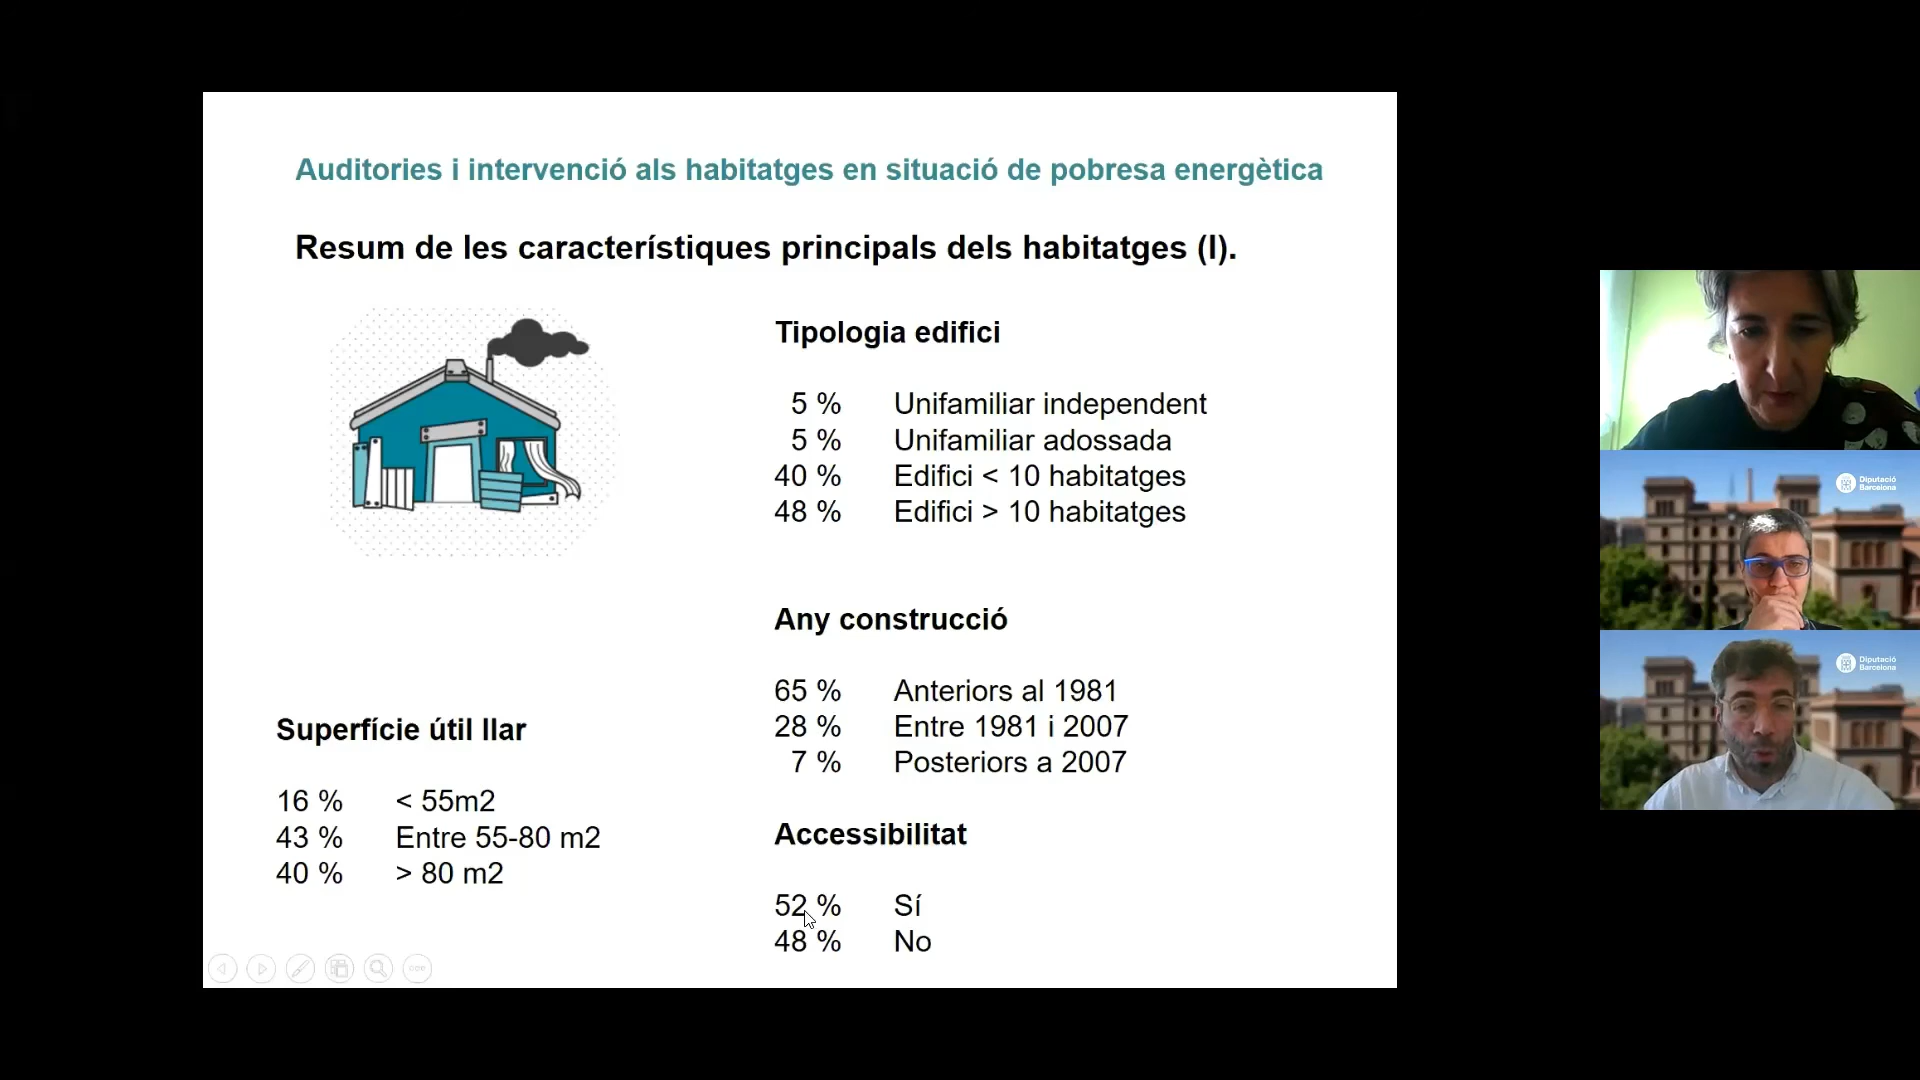 Auditories i intervenció als habitatges en situació de pobresa energètica
Resum de les característiques principals dels habitatges (I).
Tipologia edifici
5 % Unifamiliar independent
5 % Unifamiliar adossada
40 % Edifici < 10 habitatges
48 % Edifici > 10 habitatges
Any construcció
65 % Anteriors al 1981
28 % Entre 1981 i 2007
7 % Posteriors a 2007
Superfície útil llar
16 % < 55m2
43 % Entre 55-80 m2
40 % > 80 m2
Accessibilitat
52 % Sí
48 % No
Diputació
Barcelona
Diputació
Barcelona